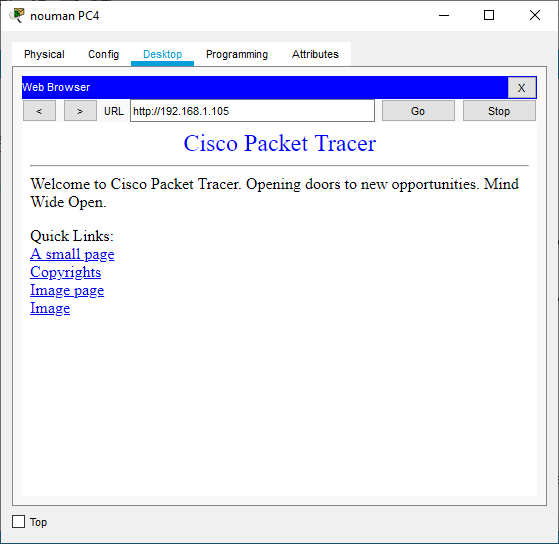 nouman PC4
Physical Config Desktop Programming Attributes
Web Browser X
< > URL http://192.168.1.105 Go Stop
Cisco Packet Tracer
Welcome to Cisco Packet Tracer. Opening doors to new opportunities. Mind
Wide Open.
Quick Links:
A small page
Copyrights
Image page
Image
Top